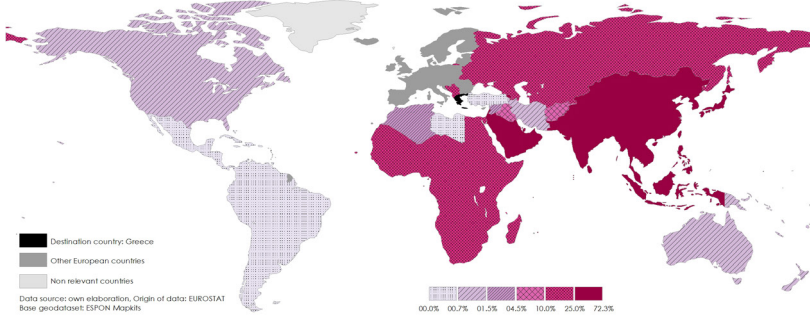 Destination country: Greece
Other European countries
Non relevant countries
Data source: own elaboration, Origin of data: EUROSTAT
Base geodataset: ESPON Mapkits
00.0% 00.7% 01.5% 04.5% 10.0% 25.0% 72.3%